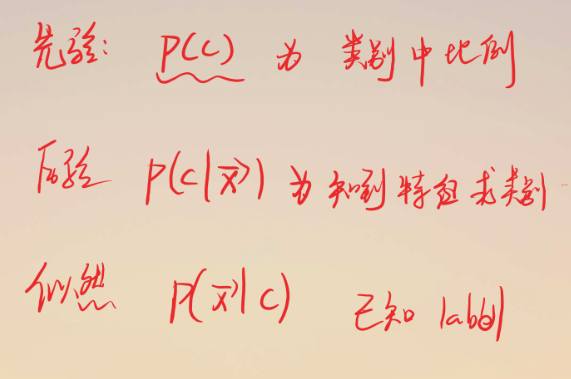 先验: P(C) 为 类别中比例
后验 P(C|x⃗) 为知到特征求类别
似然 P(x⃗|C) 已知 label